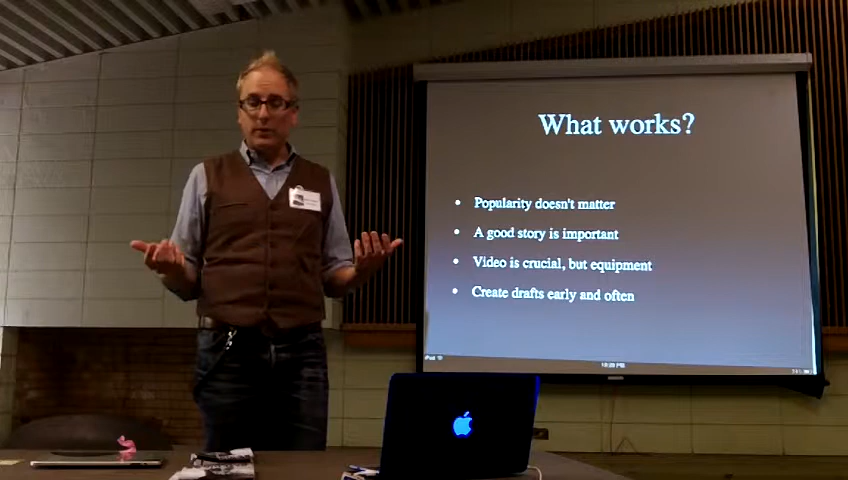 What works?
Popularity doesn't matter
A good story is important
Video is crucial, but equipment
Create drafts early and often
iPad